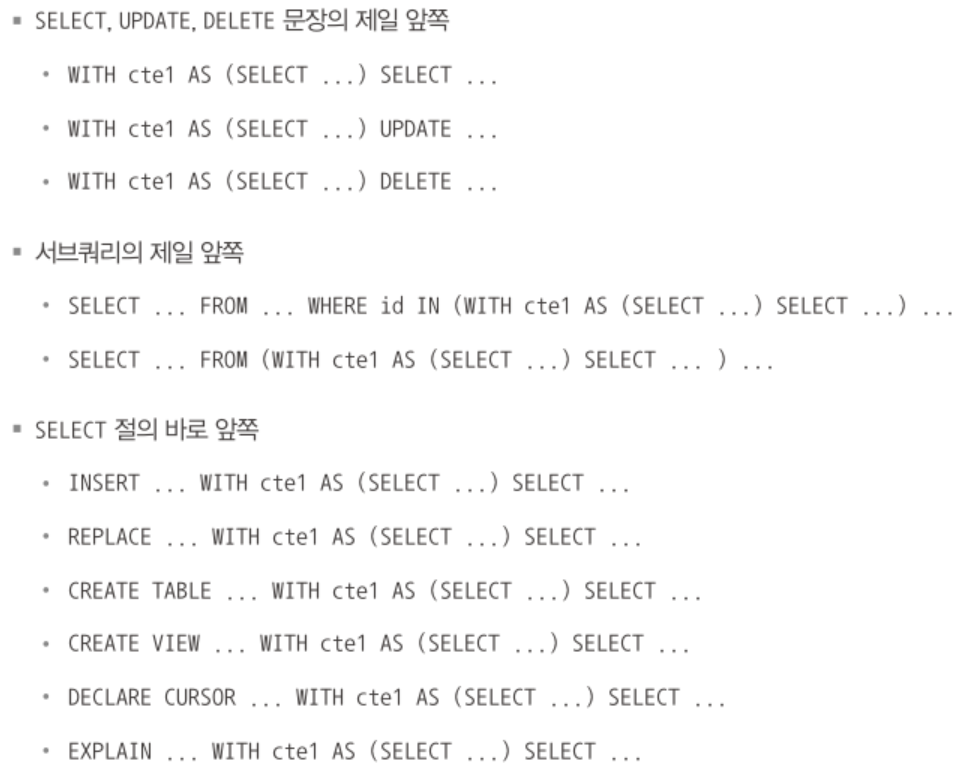 ▪ SELECT, UPDATE, DELETE 문장의 제일 앞쪽
• WITH cte1 AS (SELECT ...) SELECT ...
• WITH cte1 AS (SELECT ...) UPDATE ...
• WITH cte1 AS (SELECT ...) DELETE ...
▪ 서브쿼리의 제일 앞쪽
• SELECT ... FROM ... WHERE id IN (WITH cte1 AS (SELECT ...) SELECT ...) ...
• SELECT ... FROM (WITH cte1 AS (SELECT ...) SELECT ... ) ...
▪ SELECT 절의 바로 앞쪽
• INSERT ... WITH cte1 AS (SELECT ...) SELECT ...
• REPLACE ... WITH cte1 AS (SELECT ...) SELECT ...
• CREATE TABLE ... WITH cte1 AS (SELECT ...) SELECT ...
• CREATE VIEW ... WITH cte1 AS (SELECT ...) SELECT ...
• DECLARE CURSOR ... WITH cte1 AS (SELECT ...) SELECT ...
• EXPLAIN ... WITH cte1 AS (SELECT ...) SELECT ...